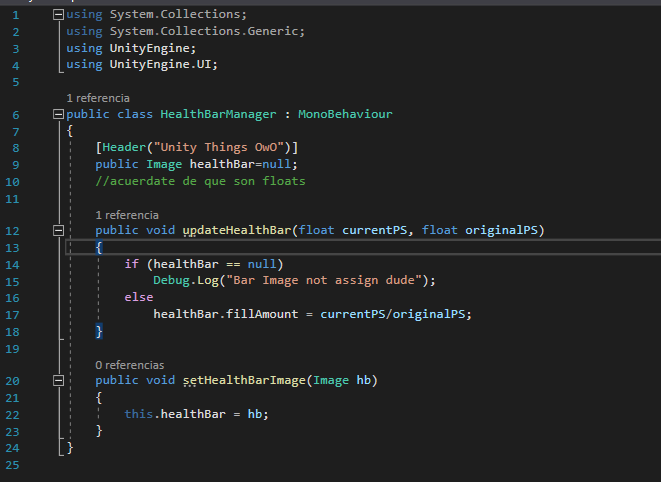 1 using System.Collections;
2 using System.Collections.Generic;
3 using UnityEngine;
4 using UnityEngine.UI;
5
1 referencia
6 public class HealthBarManager : MonoBehaviour
7 {
8 [Header("Unity Things OwO")]
9 public Image healthBar=null;
10 //acuerdate de que son floats
11
1 referencia
12 public void updateHealthBar(float currentPS, float originalPS)
13 {
14 if (healthBar == null)
15 Debug.Log("Bar Image not assign dude");
16 else
17 healthBar.fillAmount = currentPS/originalPS;
18 }
19
0 referencias
20 public void setHealthBarImage(Image hb)
21 {
22 this.healthBar = hb;
23 }
24 }
25